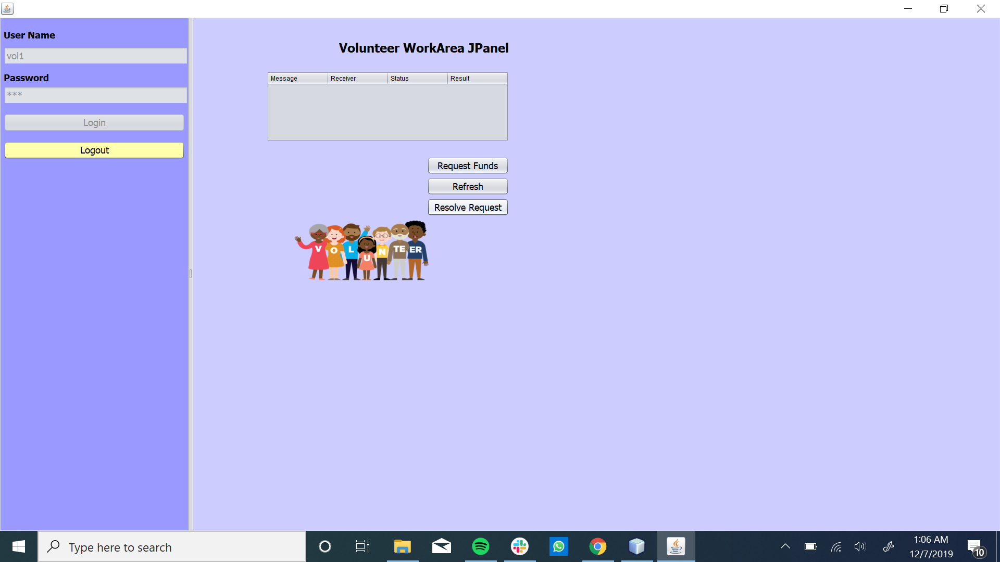 User Name
vol1
Password
***
Login
Logout
Volunteer WorkArea JPanel
Message Receiver Status Result
Request Funds
Refresh
Resolve Request
V O L U N TE ER
Type here to search
1:06 AM
12/7/2019
10